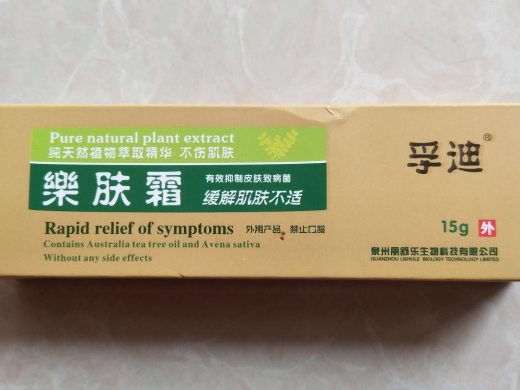 Pure natural plant extract
纯天然植物萃取精华 不伤肌肤
樂肤霜
有效抑制皮肤致病菌
缓解肌肤不适
孚迪®
Rapid relief of symptoms
外用产品,禁止口服
Contains Australia tea tree oil and Avena sativa
Without any side effects
15g 外
泉州丽舒乐生物科技有限公司
QUANZHOU LISHULE BIOLOGY TECHNOLOGY LIMITED